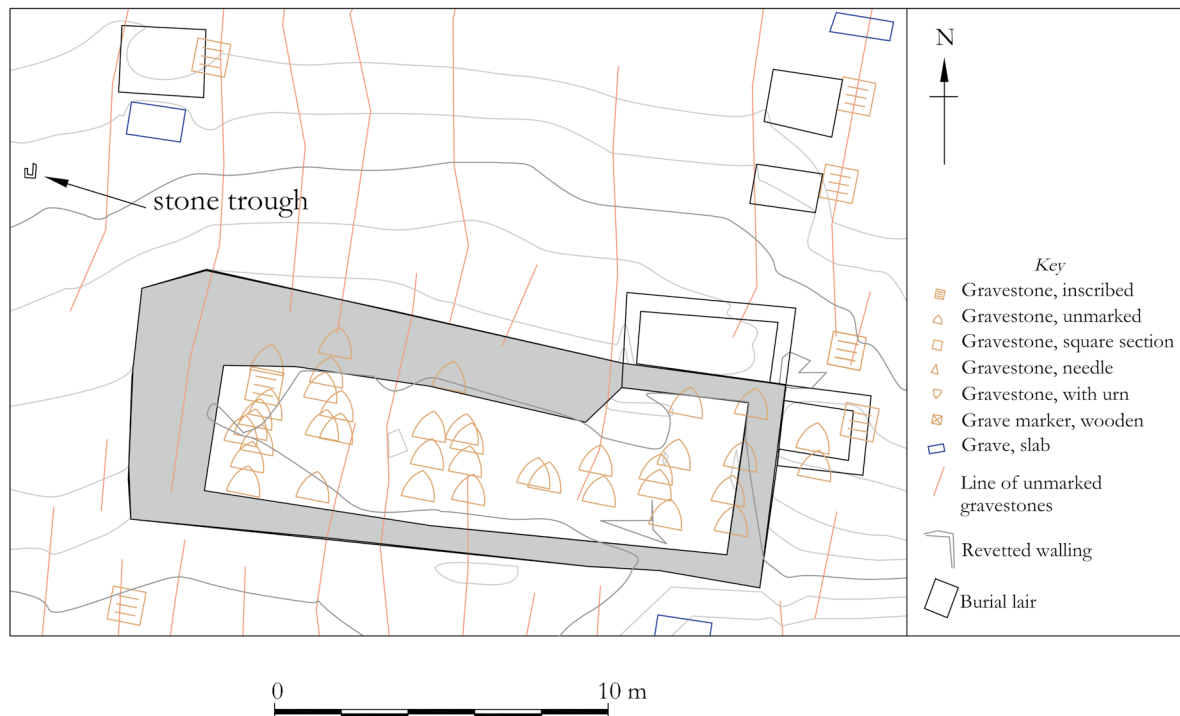 N
stone trough
Key
Gravestone, inscribed
Gravestone, unmarked
Gravestone, square section
Gravestone, needle
Gravestone, with urn
Grave marker, wooden
Grave, slab
Line of unmarked
gravestones
Revetted walling
Burial lair
0 10 m